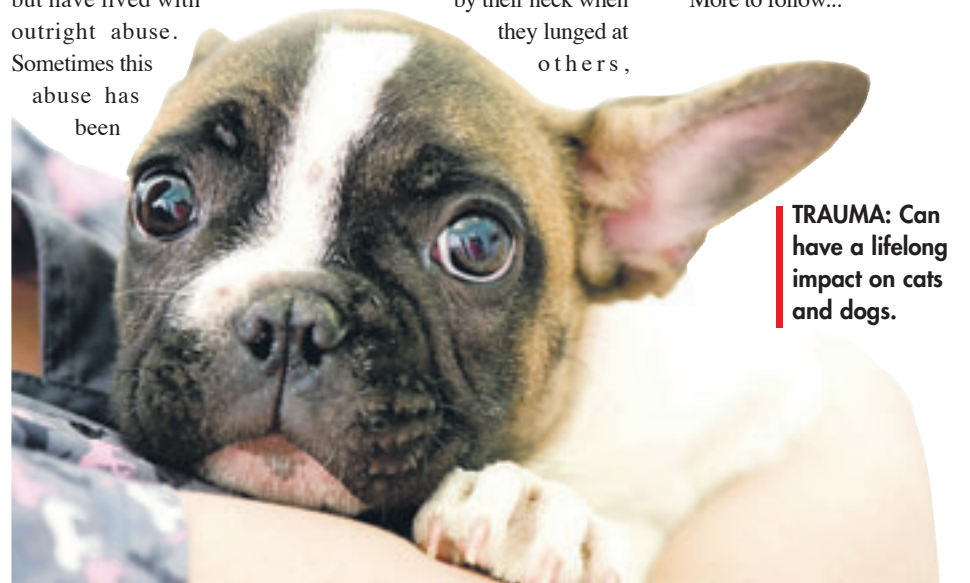 but have lived with
outright abuse.
Sometimes this
abuse has
been
by their neck when
they lunged at
others,
More to follow...
TRAUMA: Can
have a lifelong
impact on cats
and dogs.